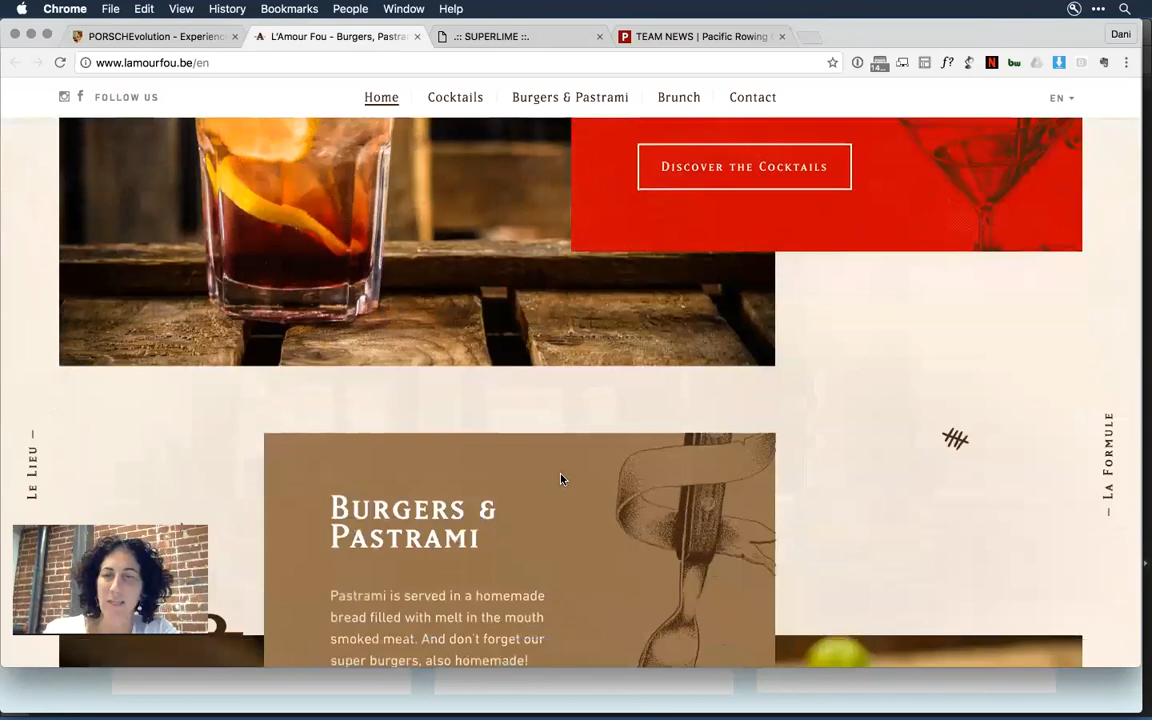 Chrome File Edit View History Bookmarks People Window Help
PORSCHEvolution - Experienc
L'Amour Fou - Burgers, Pastra
.:: SUPERLIME ::.
TEAM NEWS | Pacific Rowing
Dani
www.lamourfou.be/en
FOLLOW US
Home Cocktails Burgers & Pastrami Brunch Contact
EN
Discover the Cocktails
Le Lieu —
— La Formule
Burgers &
Pastrami
Pastrami is served in a homemade
bread filled with melt in the mouth
smoked meat. And don't forget our
super burgers, also homemade!